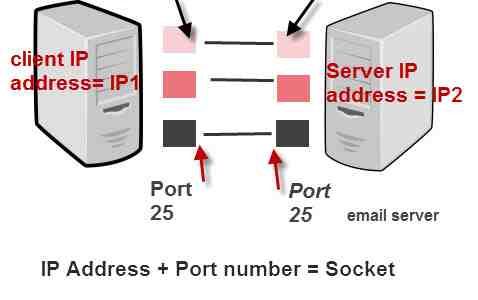 client IP
address= IP1
Server IP
address = IP2
Port
25
Port
25
email server
IP Address + Port number = Socket